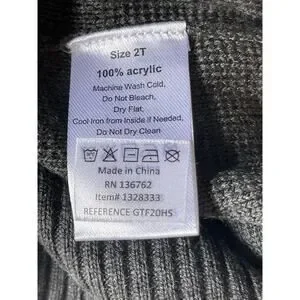 Size 2T
100% acrylic
Machine Wash Cold,
Do Not Bleach,
Dry Flat,
Cool Iron from Inside if Needed,
Do Not Dry Clean
Made in China
RN 136762
Item# 1328333
REFERENCE GTF20HS